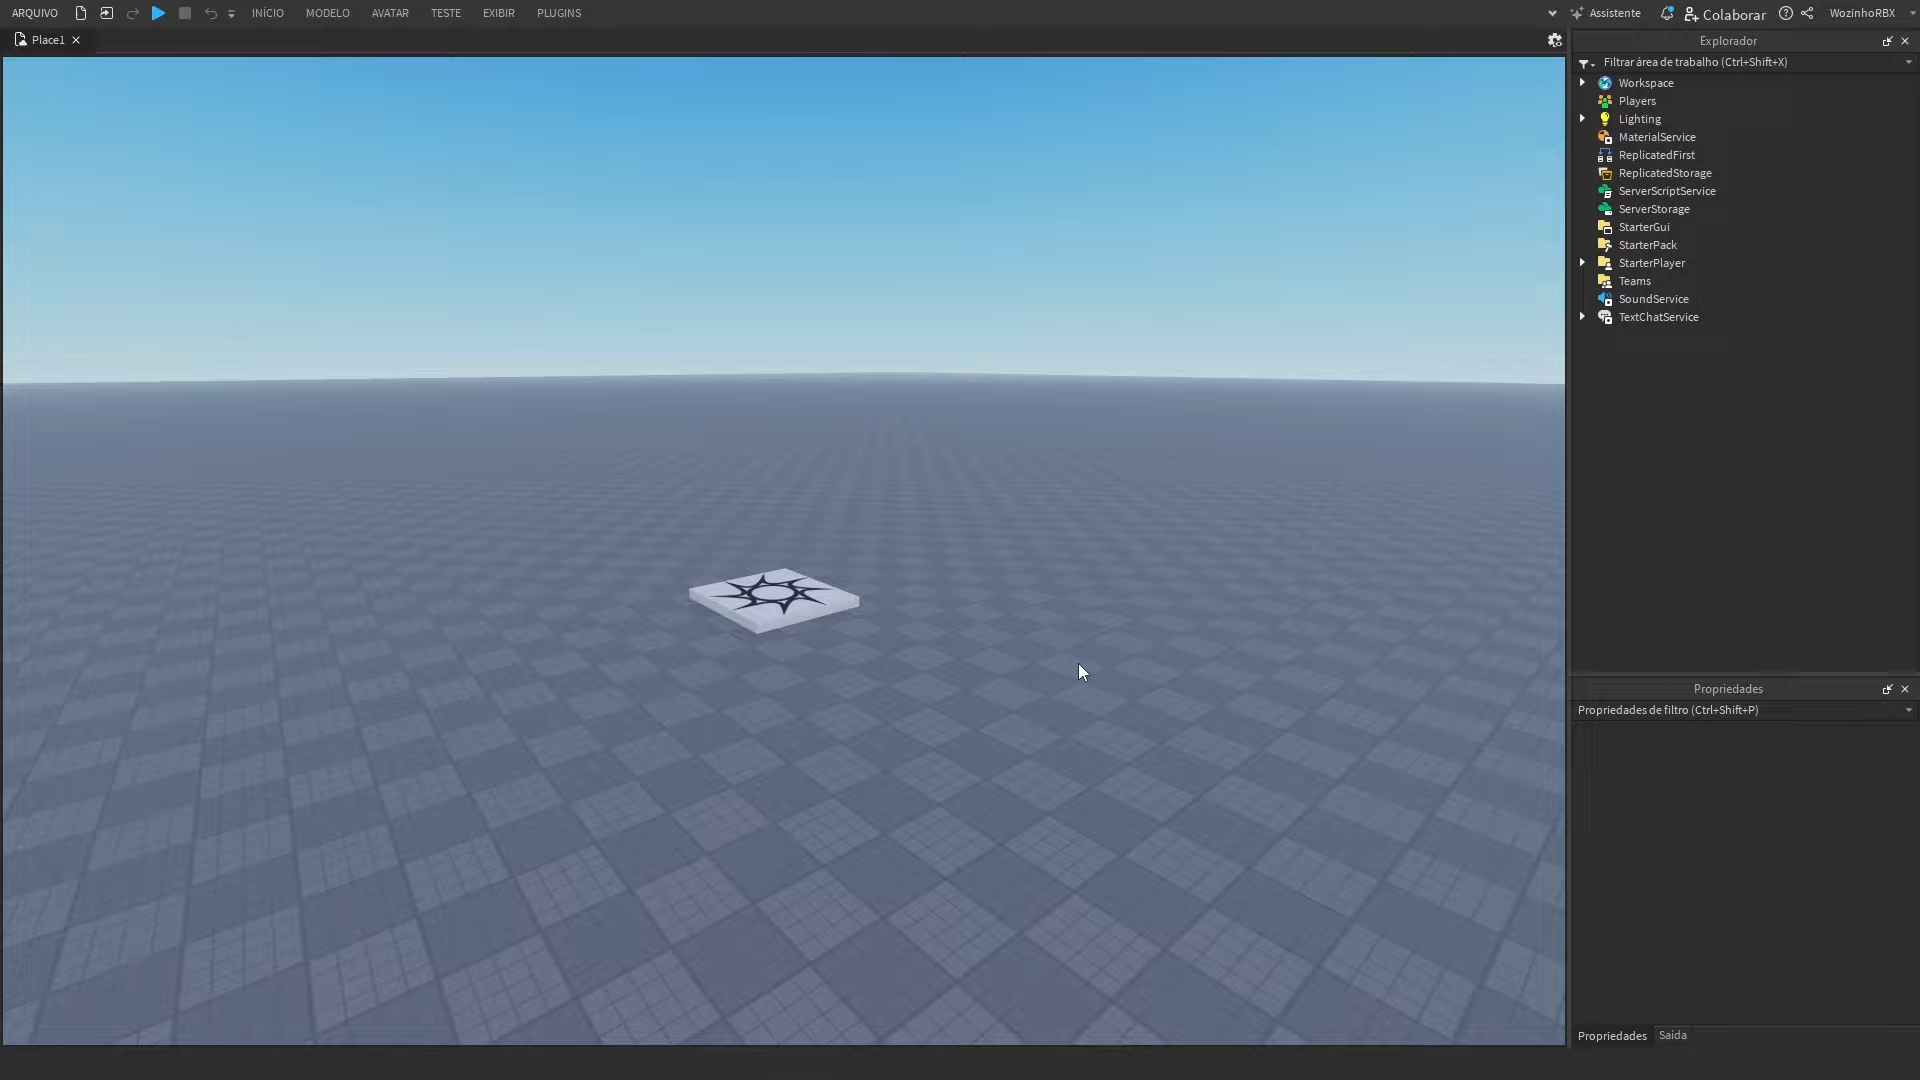 ARQUIVO INÍCIO MODELO AVATAR TESTE EXIBIR PLUGINS Assistente Colaborar WozinhoRBX
Place1
Explorador
Filtrar área de trabalho (Ctrl+Shift+X)
Workspace
Players
Lighting
MaterialService
ReplicatedFirst
ReplicatedStorage
ServerScriptService
ServerStorage
StarterGui
StarterPack
StarterPlayer
Teams
SoundService
TextChatService
Propriedades
Propriedades de filtro (Ctrl+Shift+P)
Propriedades Saída